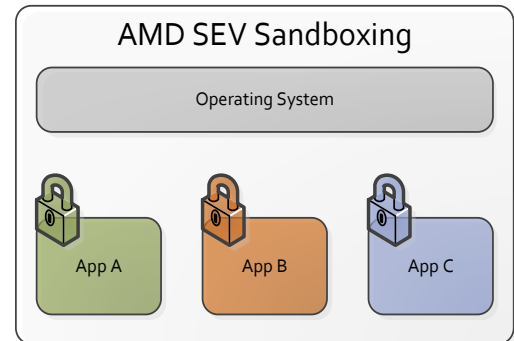 AMD SEV Sandboxing
Operating System
App A
App B
App C